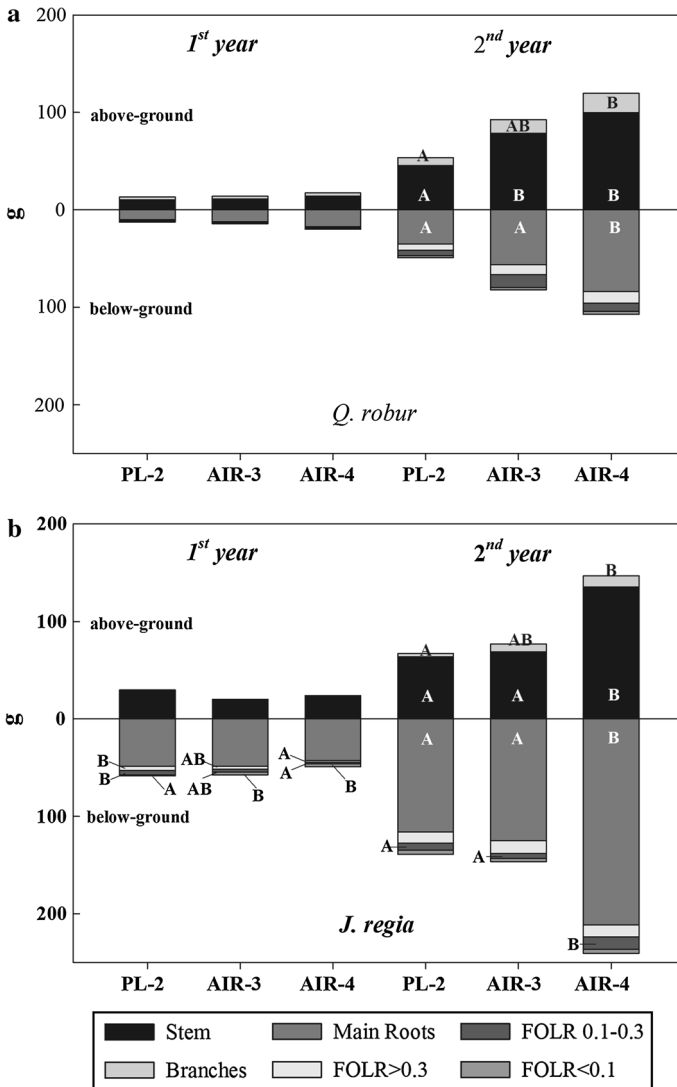 a
200
1st year
2nd year
100
above-ground
A
AB
B
g
0
A
B
B
A
A
B
below-ground
100
200
Q. robur
PL-2
AIR-3
AIR-4
PL-2
AIR-3
AIR-4
b
200
1st year
2nd year
100
above-ground
A
AB
B
g
0
A
A
B
A
A
B
B
B
A
AB
AB
B
A
A
B
below-ground
100
A
A
B
200
J. regia
PL-2
AIR-3
AIR-4
PL-2
AIR-3
AIR-4
Stem
Main Roots
FOLR 0.1-0.3
Branches
FOLR>0.3
FOLR<0.1